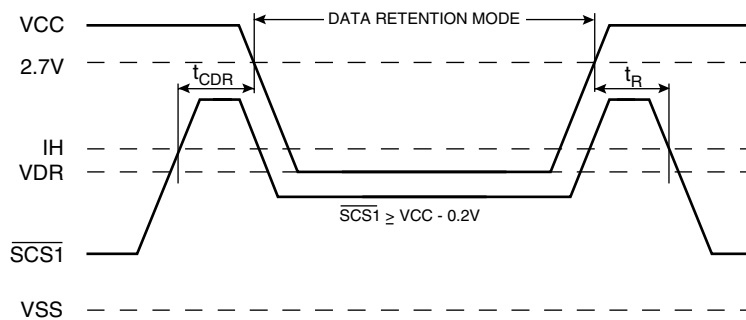 VCC
DATA RETENTION MODE
2.7V
tCDR
tR
IH
VDR
SCS1 ≥ VCC - 0.2V
SCS1
VSS